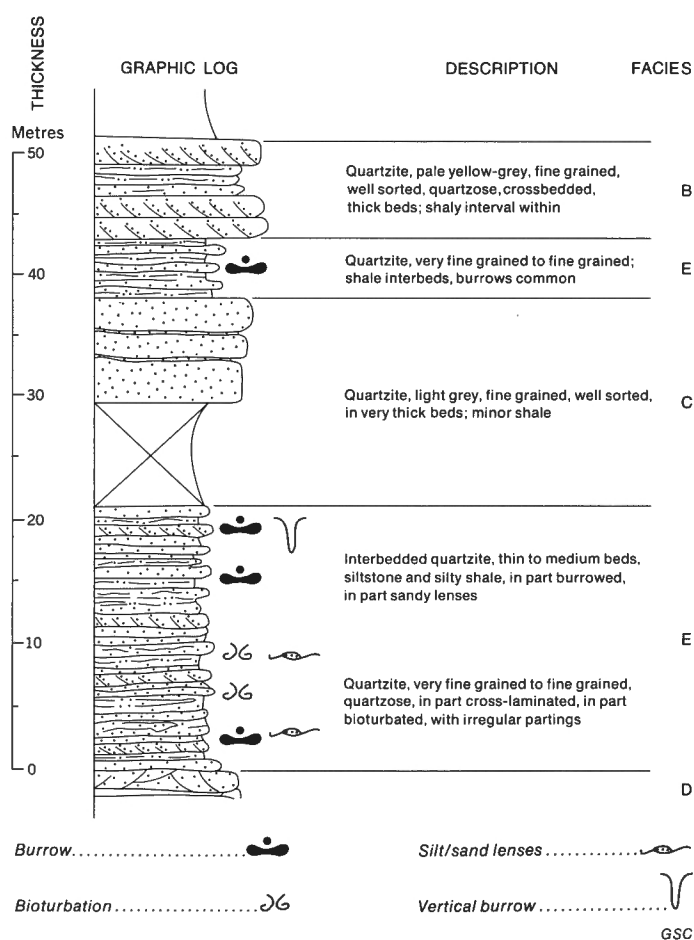 THICKNESS
GRAPHIC LOG
DESCRIPTION
FACIES
Metres
50
Quartzite, pale yellow-grey, fine grained,
well sorted, quartzose, crossbedded,
thick beds; shaly interval within
B
40
Quartzite, very fine grained to fine grained;
shale interbeds, burrows common
E
30
Quartzite, light grey, fine grained, well sorted,
in very thick beds; minor shale
C
20
Interbedded quartzite, thin to medium beds,
siltstone and silty shale, in part burrowed,
in part sandy lenses
10
E
Quartzite, very fine grained to fine grained,
quartzose, in part cross-laminated, in part
bioturbated, with irregular partings
0
D
Burrow
Silt/sand lenses
Bioturbation
Vertical burrow
GSC